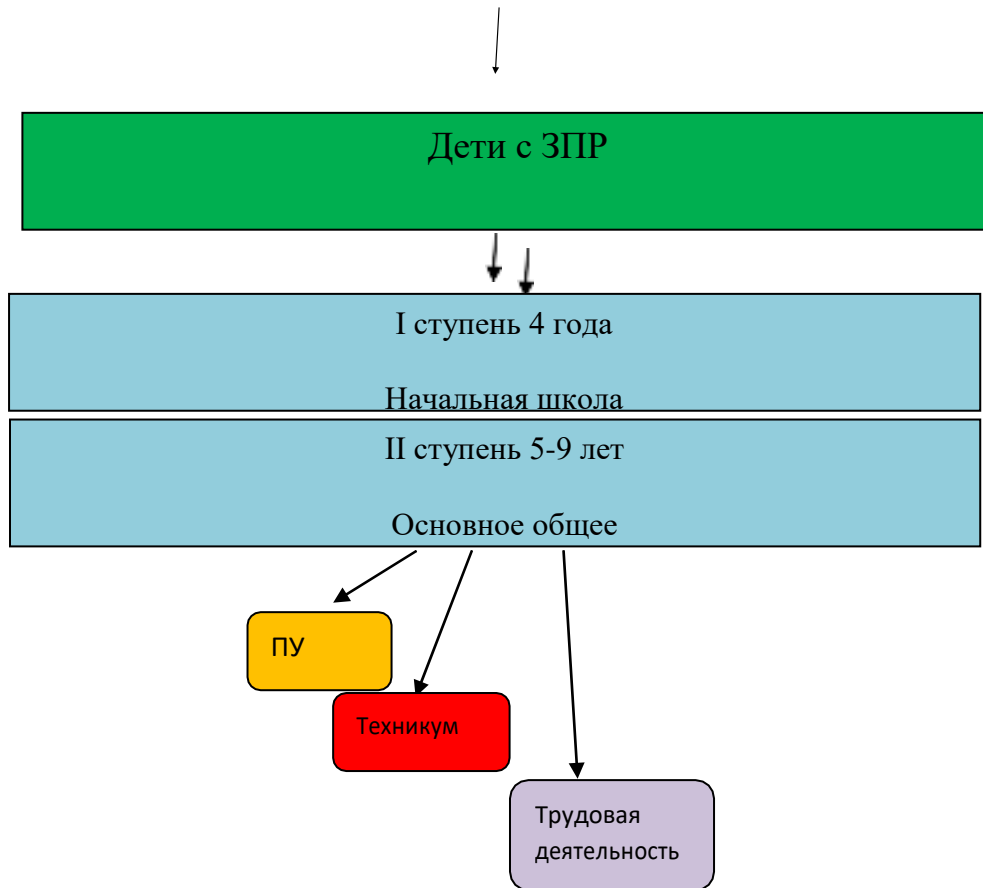 Дети с ЗПР
I ступень 4 года
Начальная школа
II ступень 5-9 лет
Основное общее
ПУ
Техникум
Трудовая
деятельность